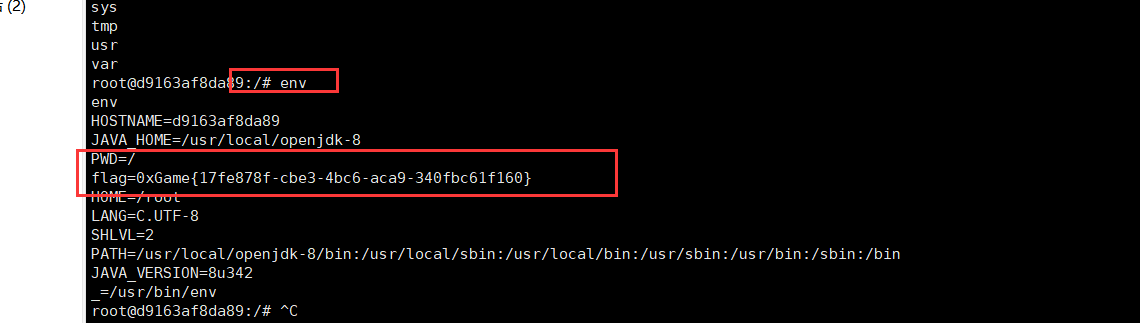 (2)
sys
tmp
usr
var
root@d9163af8da89:/# env
env
HOSTNAME=d9163af8da89
JAVA_HOME=/usr/local/openjdk-8
PWD=/
flag=0xGame{17fe878f-cbe3-4bc6-aca9-340fbc61f160}
HOME=/root
LANG=C.UTF-8
SHLVL=2
PATH=/usr/local/openjdk-8/bin:/usr/local/sbin:/usr/local/bin:/usr/sbin:/usr/bin:/sbin:/bin
JAVA_VERSION=8u342
_=/usr/bin/env
root@d9163af8da89:/# ^C